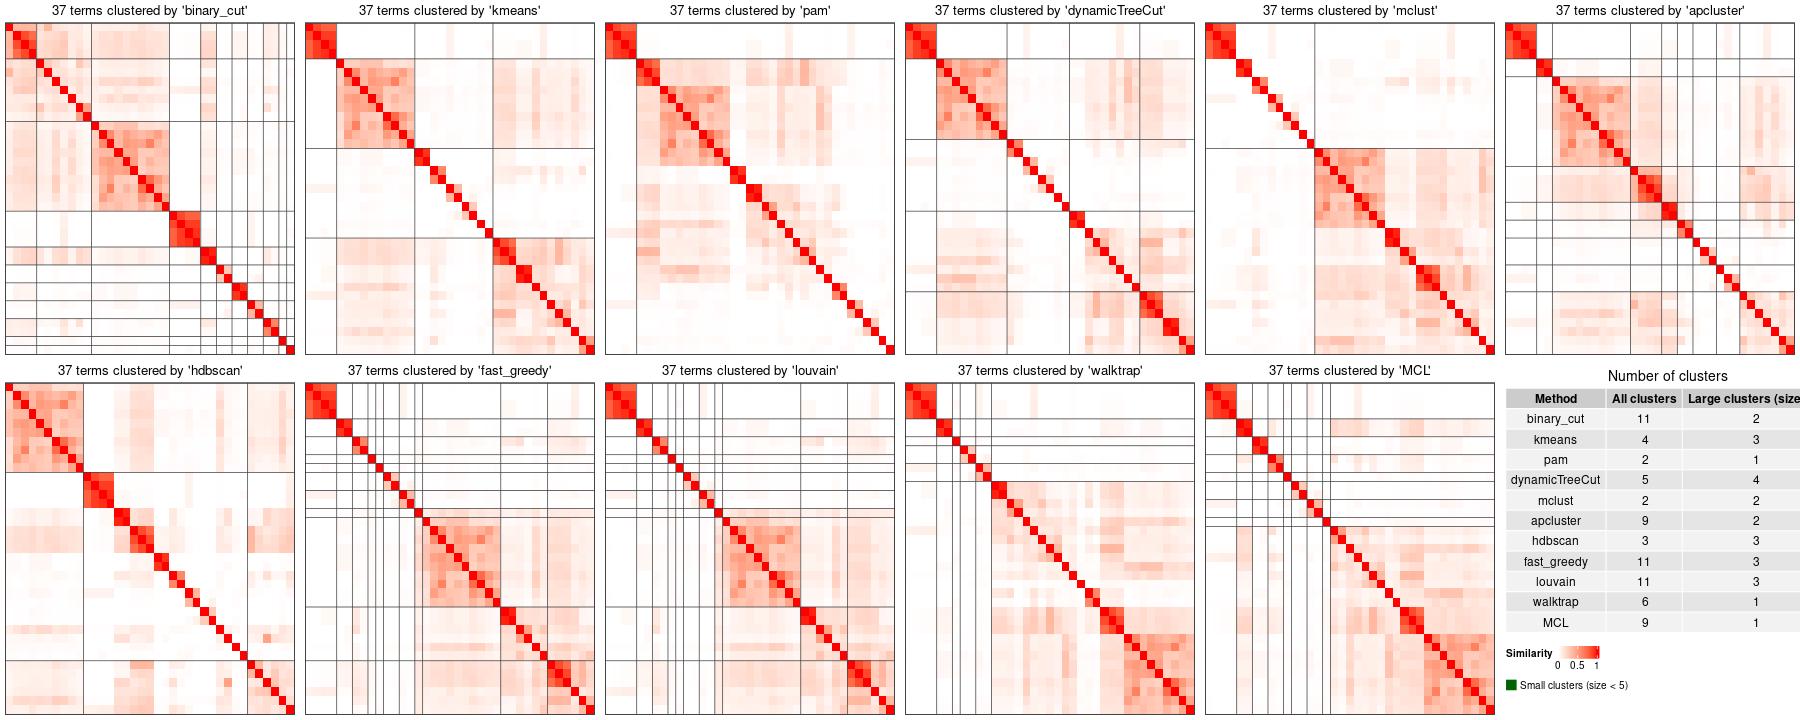 37 terms clustered by 'binary_cut'
37 terms clustered by 'kmeans'
37 terms clustered by 'pam'
37 terms clustered by 'dynamicTreeCut'
37 terms clustered by 'mclust'
37 terms clustered by 'apcluster'
37 terms clustered by 'hdbscan'
37 terms clustered by 'fast_greedy'
37 terms clustered by 'louvain'
37 terms clustered by 'walktrap'
37 terms clustered by 'MCL'
Number of clusters
Method All clusters Large clusters (size
binary_cut 11 2
kmeans 4 3
pam 2 1
dynamicTreeCut 5 4
mclust 2 2
apcluster 9 2
hdbscan 3 3
fast_greedy 11 3
louvain 11 3
walktrap 6 1
MCL 9 1
Similarity
0 0.5 1
Small clusters (size < 5)